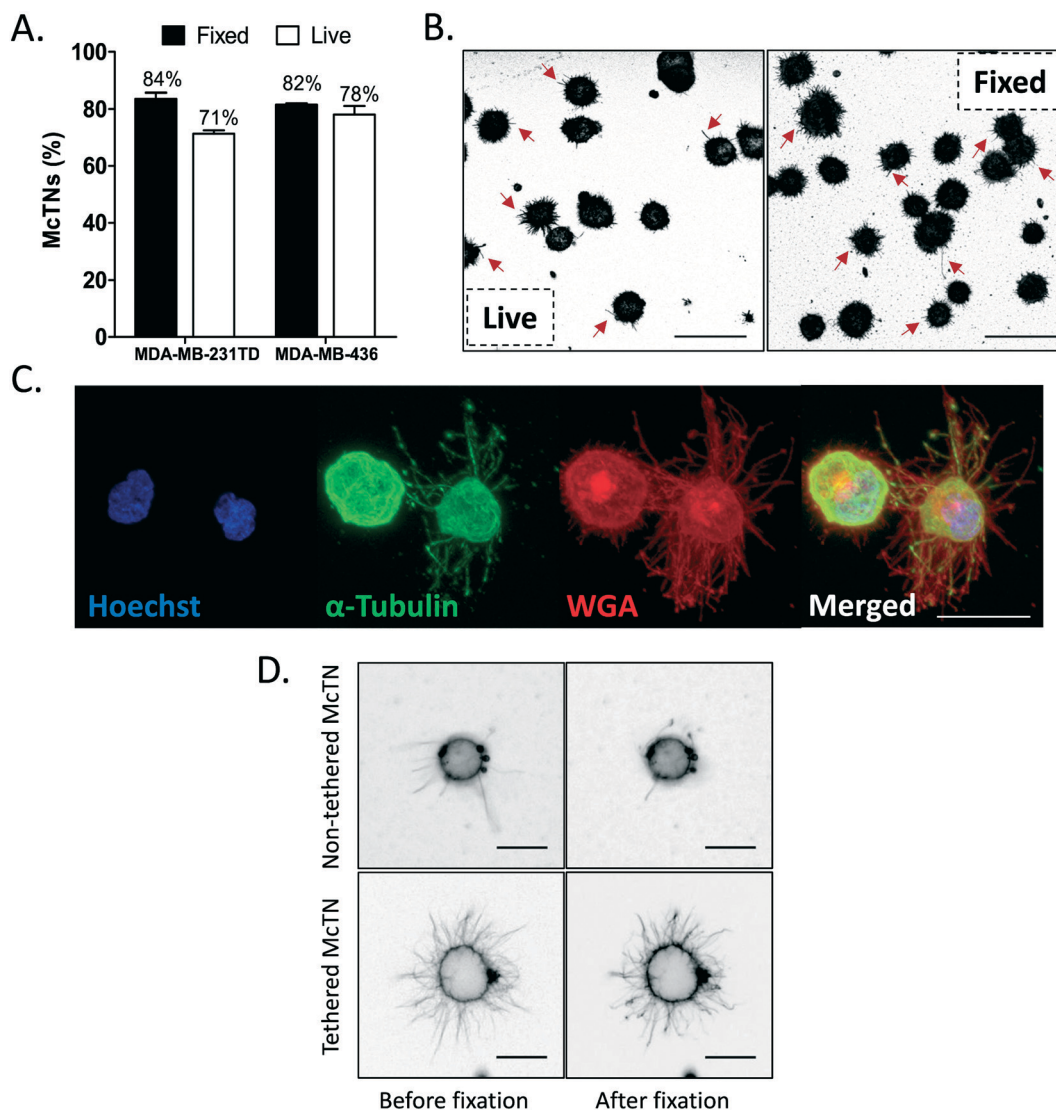 A.
Fixed Live
100
80
60
40
20
0
McTNs (%)
84%
71%
82%
78%
MDA-MB-231TD MDA-MB-436
B.
Live
Fixed
C.
Hoechst
α-Tubulin
WGA
Merged
D.
Non-tethered McTN
Tethered McTN
Before fixation
After fixation